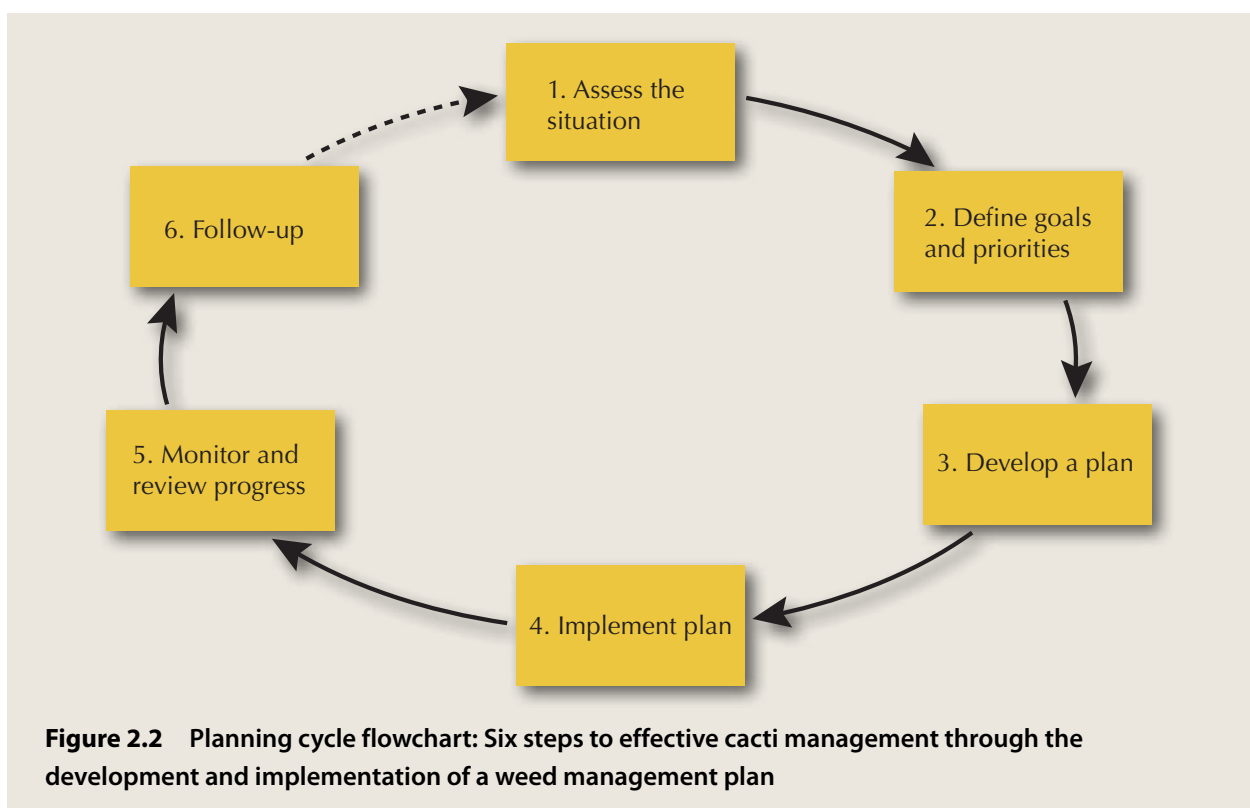 1. Assess the
situation
2. Define goals
and priorities
3. Develop a plan
4. Implement plan
5. Monitor and
review progress
6. Follow-up
Figure 2.2 Planning cycle flowchart: Six steps to effective cacti management through the
development and implementation of a weed management plan